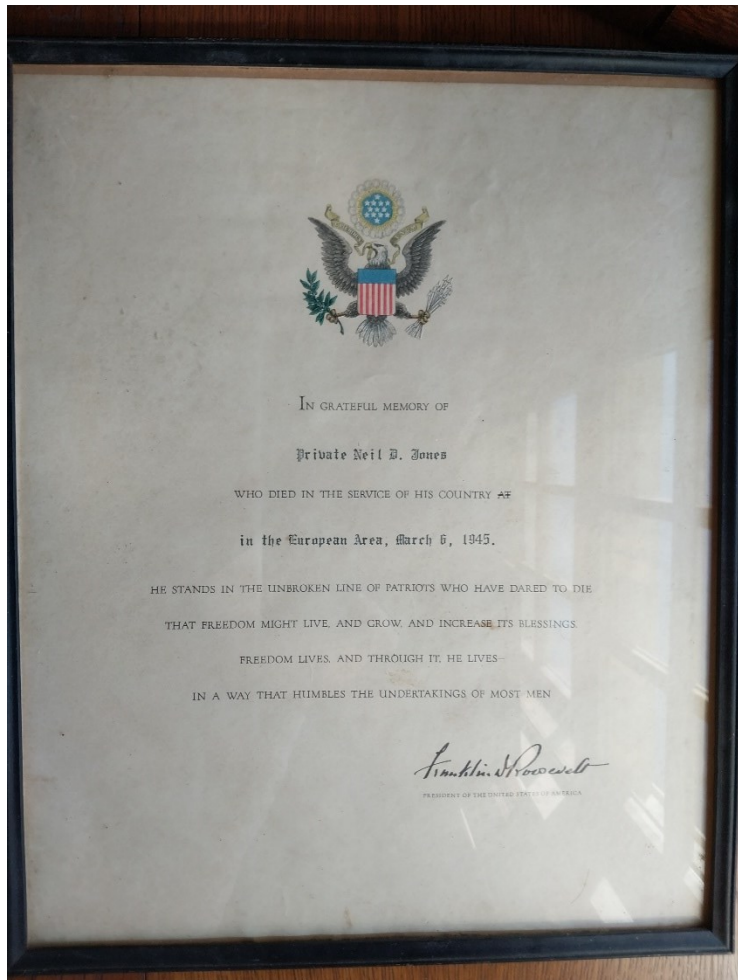 IN GRATEFUL MEMORY OF
Private Neil D. Jones
WHO DIED IN THE SERVICE OF HIS COUNTRY AT
in the European Area, March 6, 1945.
HE STANDS IN THE UNBROKEN LINE OF PATRIOTS WHO HAVE DARED TO DIE
THAT FREEDOM MIGHT LIVE, AND GROW, AND INCREASE ITS BLESSINGS.
FREEDOM LIVES, AND THROUGH IT, HE LIVES—
IN A WAY THAT HUMBLES THE UNDERTAKINGS OF MOST MEN
Franklin D Roosevelt
PRESIDENT OF THE UNITED STATES OF AMERICA